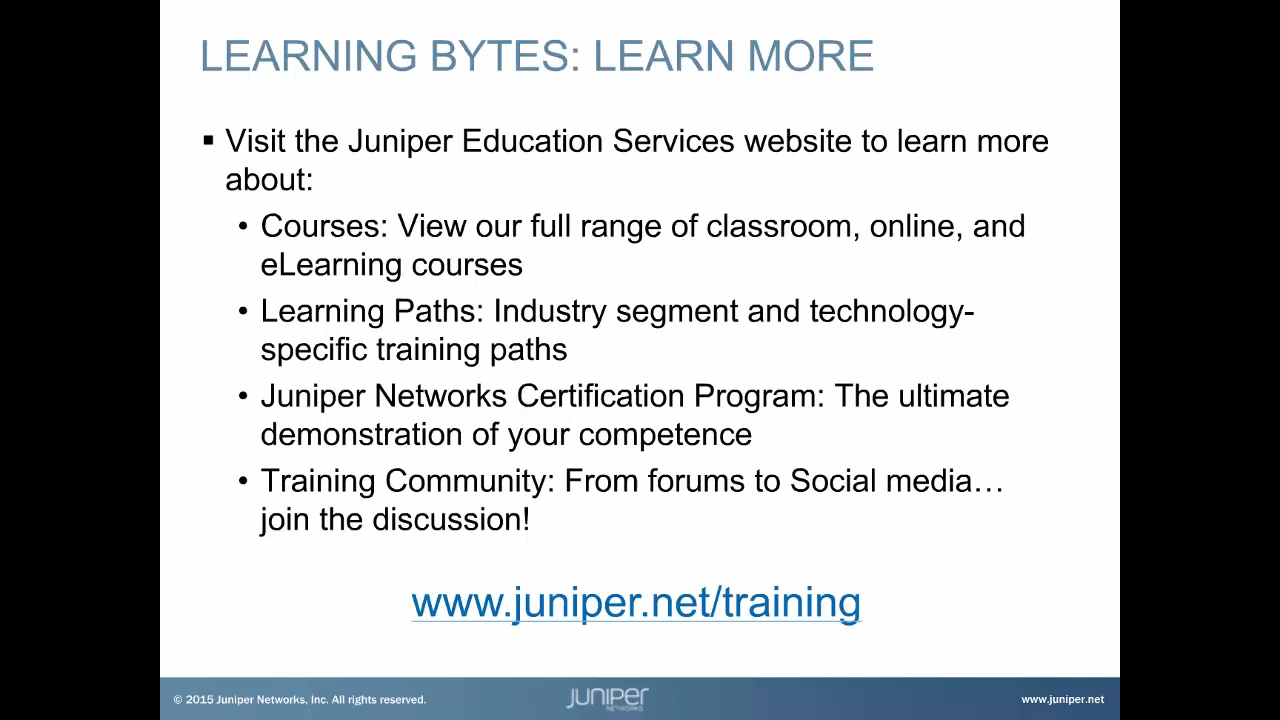 LEARNING BYTES: LEARN MORE
▪ Visit the Juniper Education Services website to learn more
about:
• Courses: View our full range of classroom, online, and
eLearning courses
• Learning Paths: Industry segment and technology-
specific training paths
• Juniper Networks Certification Program: The ultimate
demonstration of your competence
• Training Community: From forums to Social media…
join the discussion!
www.juniper.net/training
© 2015 Juniper Networks, Inc. All rights reserved.
JUNIPER
NETWORKS
www.juniper.net